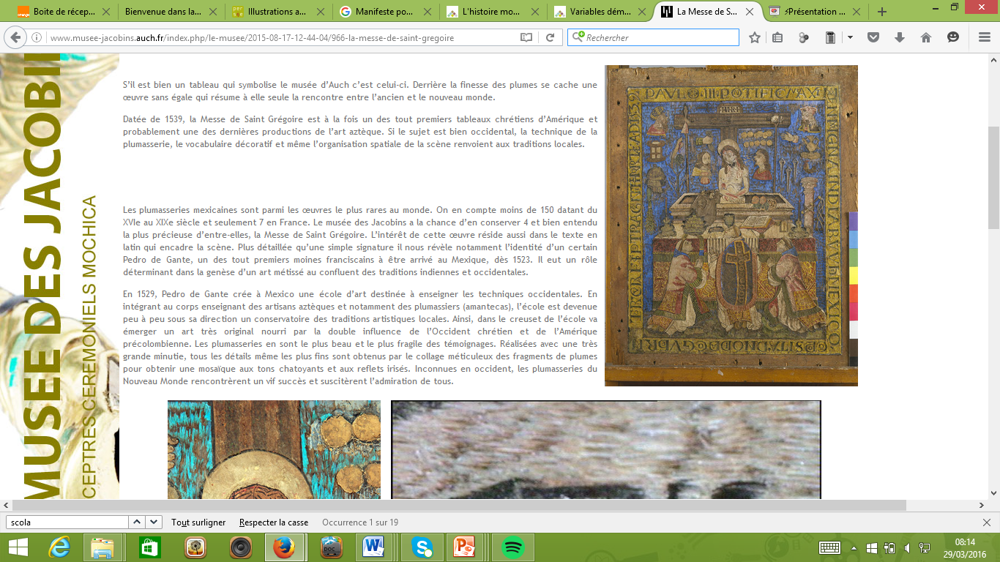 Boite de récep...
Bienvenue dans la...
Illustrations a...
Manifeste po...
L'histoire mo...
Variables dém...
La Messe de S...
⚡Présentation ...
www.musee-jacobins.auch.fr/index.php/le-musee/2015-08-17-12-44-04/966-la-messe-de-saint-gregoire
Rechercher
MUSEE DES JACOBI
CEPTRES CEREMONIELS MOCHICA
S’il est bien un tableau qui symbolise le musée d’Auch c’est celui-ci. Derrière la finesse des plumes se cache une
œuvre sans égale qui résume à elle seule la rencontre entre l’ancien et le nouveau monde.
Datée de 1539, la Messe de Saint Grégoire est à la fois un des tout premiers tableaux chrétiens d’Amérique et
probablement une des dernières productions de l’art aztèque. Si le sujet est bien occidental, la technique de la
plumasserie, le vocabulaire décoratif et même l’organisation spatiale de la scène renvoient aux traditions locales.
Les plumasseries mexicaines sont parmi les œuvres le plus rares au monde. On en compte moins de 150 datant du
XVIe au XIXe siècle et seulement 7 en France. Le musée des Jacobins a la chance d’en conserver 4 et bien entendu
la plus précieuse d’entre-elles, la Messe de Saint Grégoire. L’intérêt de cette œuvre réside aussi dans le texte en
latin qui encadre la scène. Plus détaillée qu’une simple signature il nous révèle notamment l’identité d’un certain
Pedro de Gante, un des tout premiers moines franciscains à être arrivé au Mexique, dès 1523. Il eut un rôle
déterminant dans la genèse d’un art métissé au confluent des traditions indiennes et occidentales.
En 1529, Pedro de Gante crée à Mexico une école d’art destinée à enseigner les techniques occidentales. En
intégrant au corps enseignant des artisans aztèques et notamment des plumassiers (amantecas), l’école est devenue
peu à peu sous sa direction un conservatoire des traditions artistiques locales. Ainsi, dans le creuset de l’école va
émerger un art très original nourri par la double influence de l’Occident chrétien et de l’Amérique
précolombienne. Les plumasseries en sont le plus beau et le plus fragile des témoignages. Réalisées avec une très
grande minutie, tous les détails même les plus fins sont obtenus par le collage méticuleux des fragments de plumes
pour obtenir une mosaïque aux tons chatoyants et aux reflets irisés. Inconnues en occident, les plumasseries du
Nouveau Monde rencontrèrent un vif succès et suscitèrent l’admiration de tous.
PAVLO III POTIFICI MAX
scola
Tout surligner
Respecter la casse
Occurrence 1 sur 19
08:14
29/03/2016